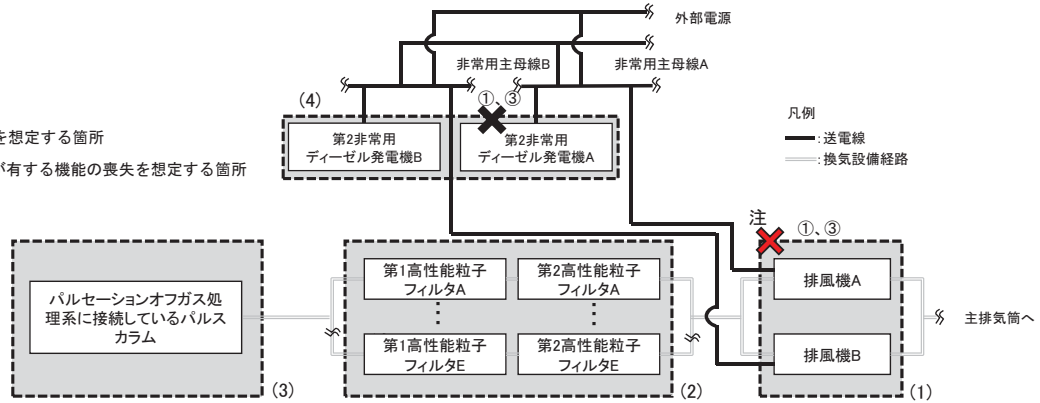 外部電源
非常用主母線B
非常用主母線A
(4)
①、③
凡例
:送電線
:換気設備経路
を想定する箇所
が有する機能の喪失を想定する箇所
第2非常用
ディーゼル発電機B
第2非常用
ディーゼル発電機A
注
①、③
パルセーションオフガス処
理系に接続しているパルス
カラム
第1高性能粒子
フィルタA
第2高性能粒子
フィルタA
第1高性能粒子
フィルタE
第2高性能粒子
フィルタE
排風機A
排風機B
主排気筒へ
(3)
(2)
(1)